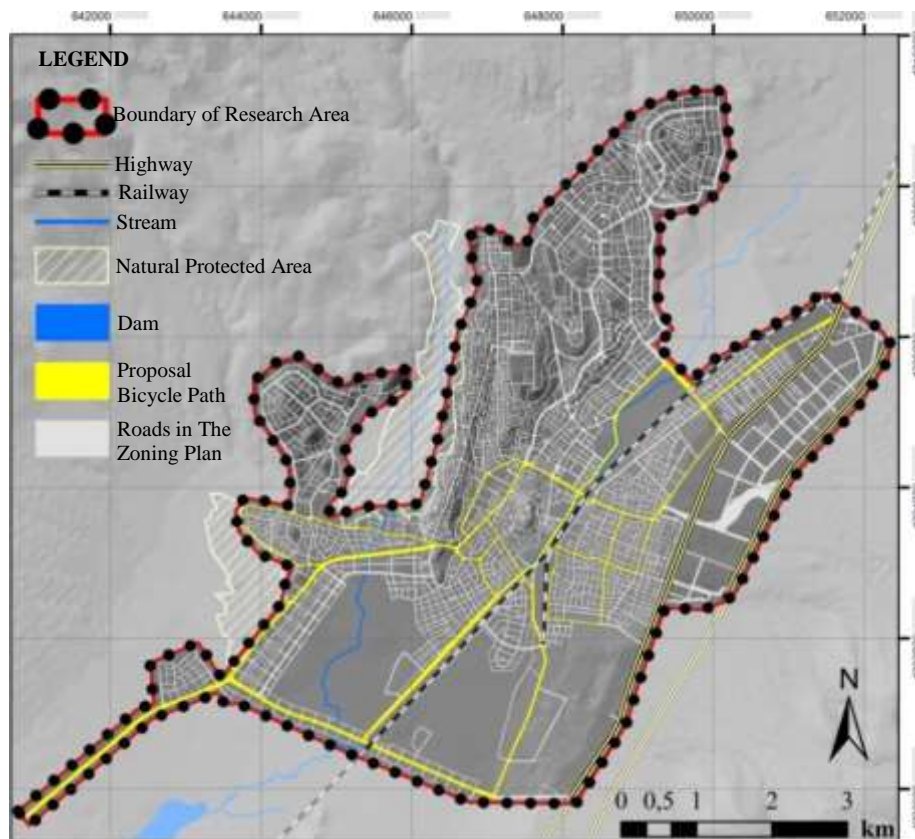 642000 644000 646000 648000 650000 652000
LEGEND
Boundary of Research Area
Highway
Railway
Stream
Natural Protected Area
Dam
Proposal
Bicycle Path
Roads in The
Zoning Plan
N
0 0,5 1 2 3
km